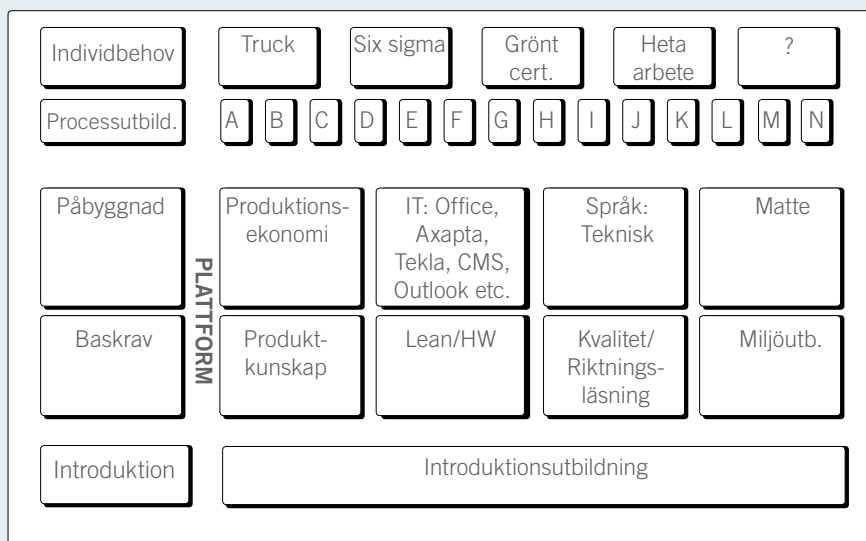 Individbehov
Truck
Six sigma
Grönt
cert.
Heta
arbete
?
Processutbild.
A B C D E F G H I J K L M N
PLATTFORM
Påbyggnad
Produktions-
ekonomi
IT: Office,
Axapta,
Tekla, CMS,
Outlook etc.
Språk:
Teknisk
Matte
Baskrav
Produkt-
kunskap
Lean/HW
Kvalitet/
Riktnings-
läsning
Miljöutb.
Introduktion
Introduktionsutbildning